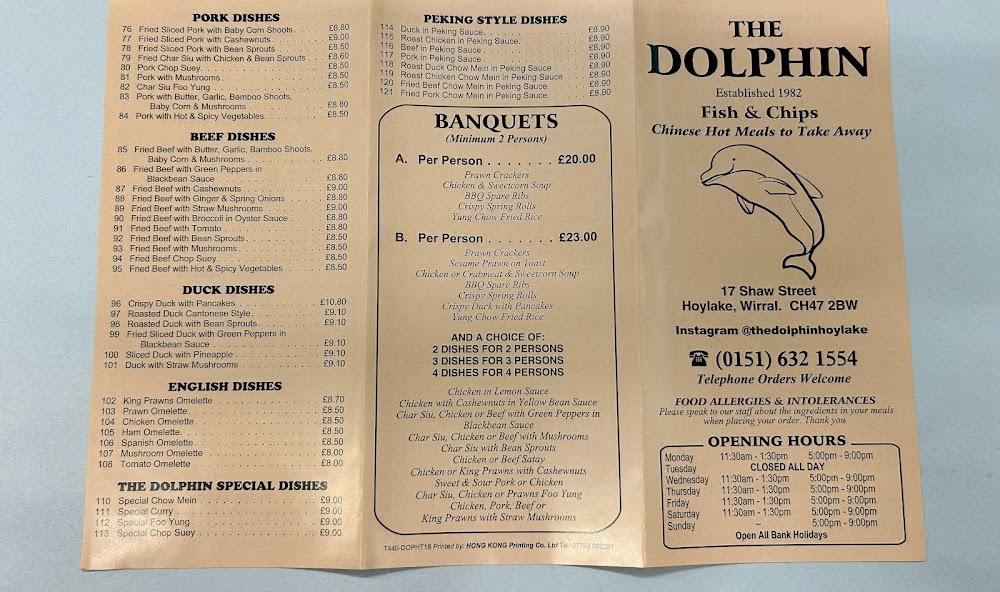 PORK DISHES
76 Fried Sliced Pork with Baby Corn Shoots . £8.80
77 Fried Sliced Pork with Cashewnuts . . . . . £9.00
78 Fried Sliced Pork with Bean Sprouts . . . . £8.50
79 Fried Char Siu with Chicken & Bean Sprouts . £8.60
80 Pork Chop Suey. . . . . £8.50
81 Pork with Mushrooms . . . . . £8.50
82 Char Siu Foo Yung . . . . . £8.50
83 Pork with Butter, Garlic, Bamboo Shoots,
Baby Corn & Mushrooms . . . . . £8.80
84 Pork with Hot & Spicy Vegetables. . . . . £8.50
BEEF DISHES
85 Fried Beef with Butter, Garlic, Bamboo Shoots,
Baby Corn & Mushrooms . . . . . £8.80
86 Fried Beef with Green Peppers in
Blackbean Sauce . . . . . £8.80
87 Fried Beef with Cashewnuts . . . . . £9.00
88 Fried Beef with Ginger & Spring Onions . . . . £8.80
89 Fried Beef with Straw Mushrooms . . . . . £9.00
90 Fried Beef with Broccoli in Oyster Sauce . . . £8.80
91 Fried Beef with Tomato . . . . . £8.80
92 Fried Beef with Bean Sprouts. . . . . £8.50
93 Fried Beef with Mushrooms. . . . . £8.50
94 Fried Beef Chop Suey. . . . . £8.50
95 Fried Beef with Hot & Spicy Vegetables . . . . £8.50
DUCK DISHES
96 Crispy Duck with Pancakes . . . . . £10.80
97 Roasted Duck Cantonese Style . . . . . £9.10
98 Roasted Duck with Bean Sprouts . . . . . £9.10
99 Fried Sliced Duck with Green Peppers in
Blackbean Sauce . . . . . £9.10
100 Sliced Duck with Pineapple . . . . . £9.10
101 Duck with Straw Mushrooms . . . . . £9.10
ENGLISH DISHES
102 King Prawns Omelette . . . . . £8.70
103 Prawn Omelette . . . . . £8.50
104 Chicken Omelette . . . . . £8.50
105 Ham Omelette. . . . . £8.50
106 Spanish Omelette . . . . . £8.50
107 Mushroom Omelette . . . . . £8.00
108 Tomato Omelette . . . . . £8.00
THE DOLPHIN SPECIAL DISHES
110 Special Chow Mein . . . . . £9.00
111 Special Curry . . . . . £9.00
112 Special Foo Yung . . . . . £9.00
113 Special Chop Suey . . . . . £9.00
PEKING STYLE DISHES
114 Duck in Peking Sauce. . . . . £8.90
115 Roast Chicken in Peking Sauce. . . . . £8.90
116 Beef in Peking Sauce . . . . . £8.90
117 Pork in Peking Sauce . . . . . £8.90
118 Roast Duck Chow Mein in Peking Sauce . . . . £8.90
119 Roast Chicken Chow Mein in Peking Sauce . . . £8.90
120 Fried Beef Chow Mein in Peking Sauce. . . . . £8.90
121 Fried Pork Chow Mein in Peking Sauce. . . . . £8.90
BANQUETS
(Minimum 2 Persons)
A. Per Person . . . . . . . £20.00
Prawn Crackers
Chicken & Sweetcorn Soup
BBQ Spare Ribs
Crispy Spring Rolls
Yung Chow Fried Rice
B. Per Person . . . . . . . £23.00
Prawn Crackers
Sesame Prawn on Toast
Chicken or Crabmeat & Sweetcorn Soup
BBQ Spare Ribs
Crispy Spring Rolls
Crispy Duck with Pancakes
Yung Chow Fried Rice
AND A CHOICE OF:
2 DISHES FOR 2 PERSONS
3 DISHES FOR 3 PERSONS
4 DISHES FOR 4 PERSONS
Chicken in Lemon Sauce
Chicken with Cashewnuts in Yellow Bean Sauce
Char Siu, Chicken or Beef with Green Peppers in
Blackbean Sauce
Char Siu, Chicken or Beef with Mushrooms
Char Siu with Bean Sprouts
Chicken or Beef Satay
Chicken or King Prawns with Cashewnuts
Sweet & Sour Pork or Chicken
Char Siu, Chicken or Prawns Foo Yung
Chicken, Pork, Beef or
King Prawns with Straw Mushrooms
T440-DOPHT18 Printed by: HONG KONG Printing Co. Ltd Tel:
THE
DOLPHIN
Established 1982
Fish & Chips
Chinese Hot Meals to Take Away
17 Shaw Street
Hoylake, Wirral. CH47 2BW
Instagram @thedolphinhoylake
☎ (0151) 632 1554
Telephone Orders Welcome
FOOD ALLERGIES & INTOLERANCES
Please speak to our staff about the ingredients in your meals
when placing your order. Thank you
OPENING HOURS
Monday 11:30am - 1:30pm 5:00pm - 9:00pm
Tuesday CLOSED ALL DAY
Wednesday 11:30am - 1:30pm 5:00pm - 9:00pm
Thursday 11:30am - 1:30pm 5:00pm - 9:00pm
Friday 11:30am - 1:30pm 5:00pm - 9:00pm
Saturday 11:30am - 1:30pm 5:00pm - 9:00pm
Sunday -- 5:00pm - 9:00pm
Open All Bank Holidays